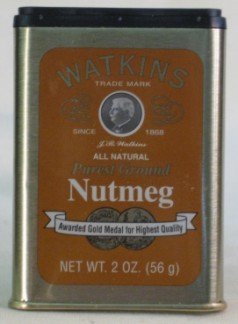 WATKINS
TRADE MARK
SINCE 1868
J.R. Watkins
ALL NATURAL
Purest Ground
Nutmeg
Awarded Gold Medal for Highest Quality
NET WT. 2 OZ. (56 g)